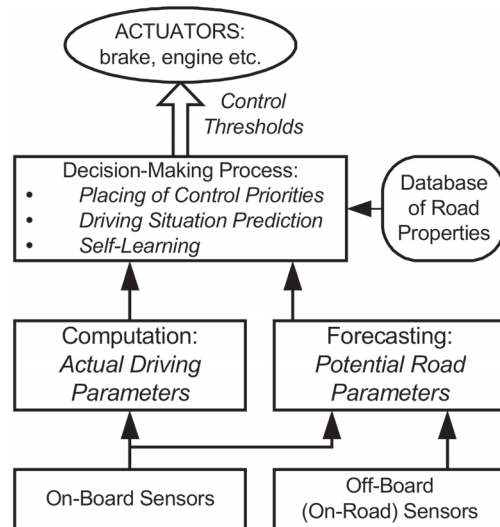 ACTUATORS:
brake, engine etc.
Control
Thresholds
Decision-Making Process:
• Placing of Control Priorities
• Driving Situation Prediction
• Self-Learning
Database
of Road
Properties
Computation:
Actual Driving
Parameters
Forecasting:
Potential Road
Parameters
On-Board Sensors
Off-Board
(On-Road) Sensors